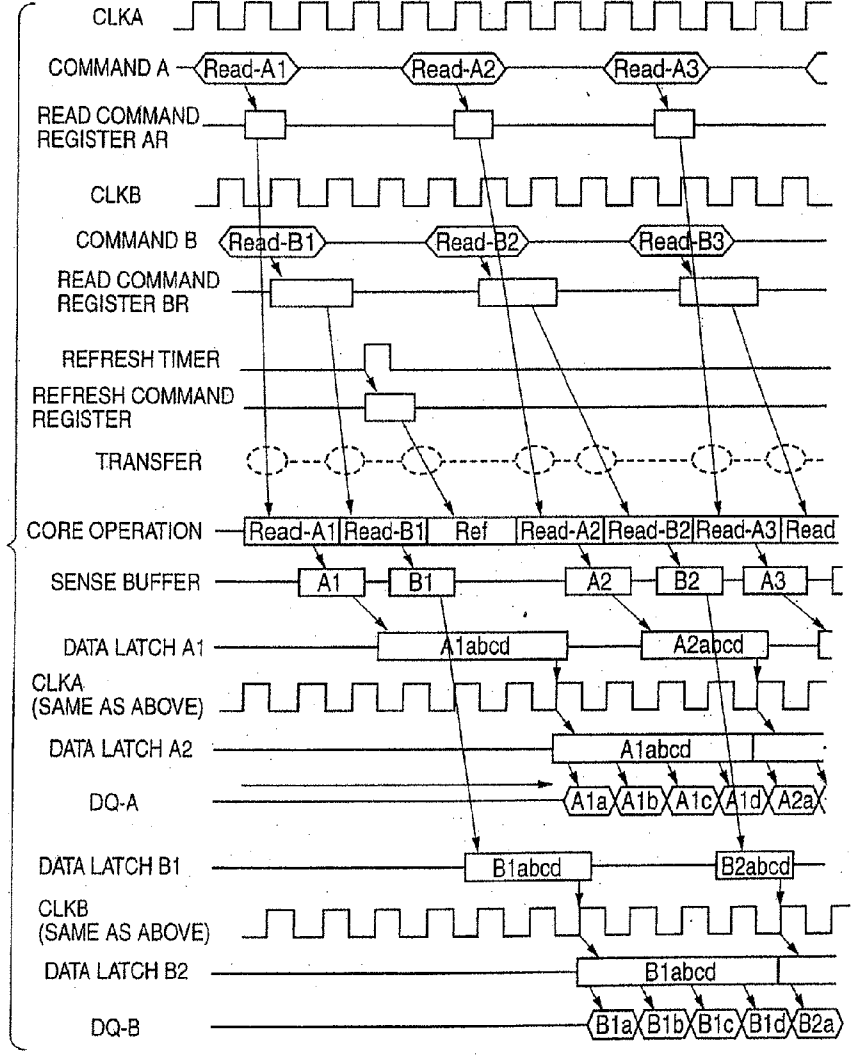 CLKA
COMMAND A Read-A1 Read-A2 Read-A3
READ COMMAND
REGISTER AR
CLKB
COMMAND B Read-B1 Read-B2 Read-B3
READ COMMAND
REGISTER BR
REFRESH TIMER
REFRESH COMMAND
REGISTER
TRANSFER
CORE OPERATION Read-A1 Read-B1 Ref Read-A2 Read-B2 Read-A3 Read
SENSE BUFFER A1 B1 A2 B2 A3
DATA LATCH A1 A1abcd A2abcd
CLKA
(SAME AS ABOVE)
DATA LATCH A2 A1abcd
DQ-A A1a A1b A1c A1d A2a
DATA LATCH B1 B1abcd B2abcd
CLKB
(SAME AS ABOVE)
DATA LATCH B2 B1abcd
DQ-B B1a B1b B1c B1d B2a